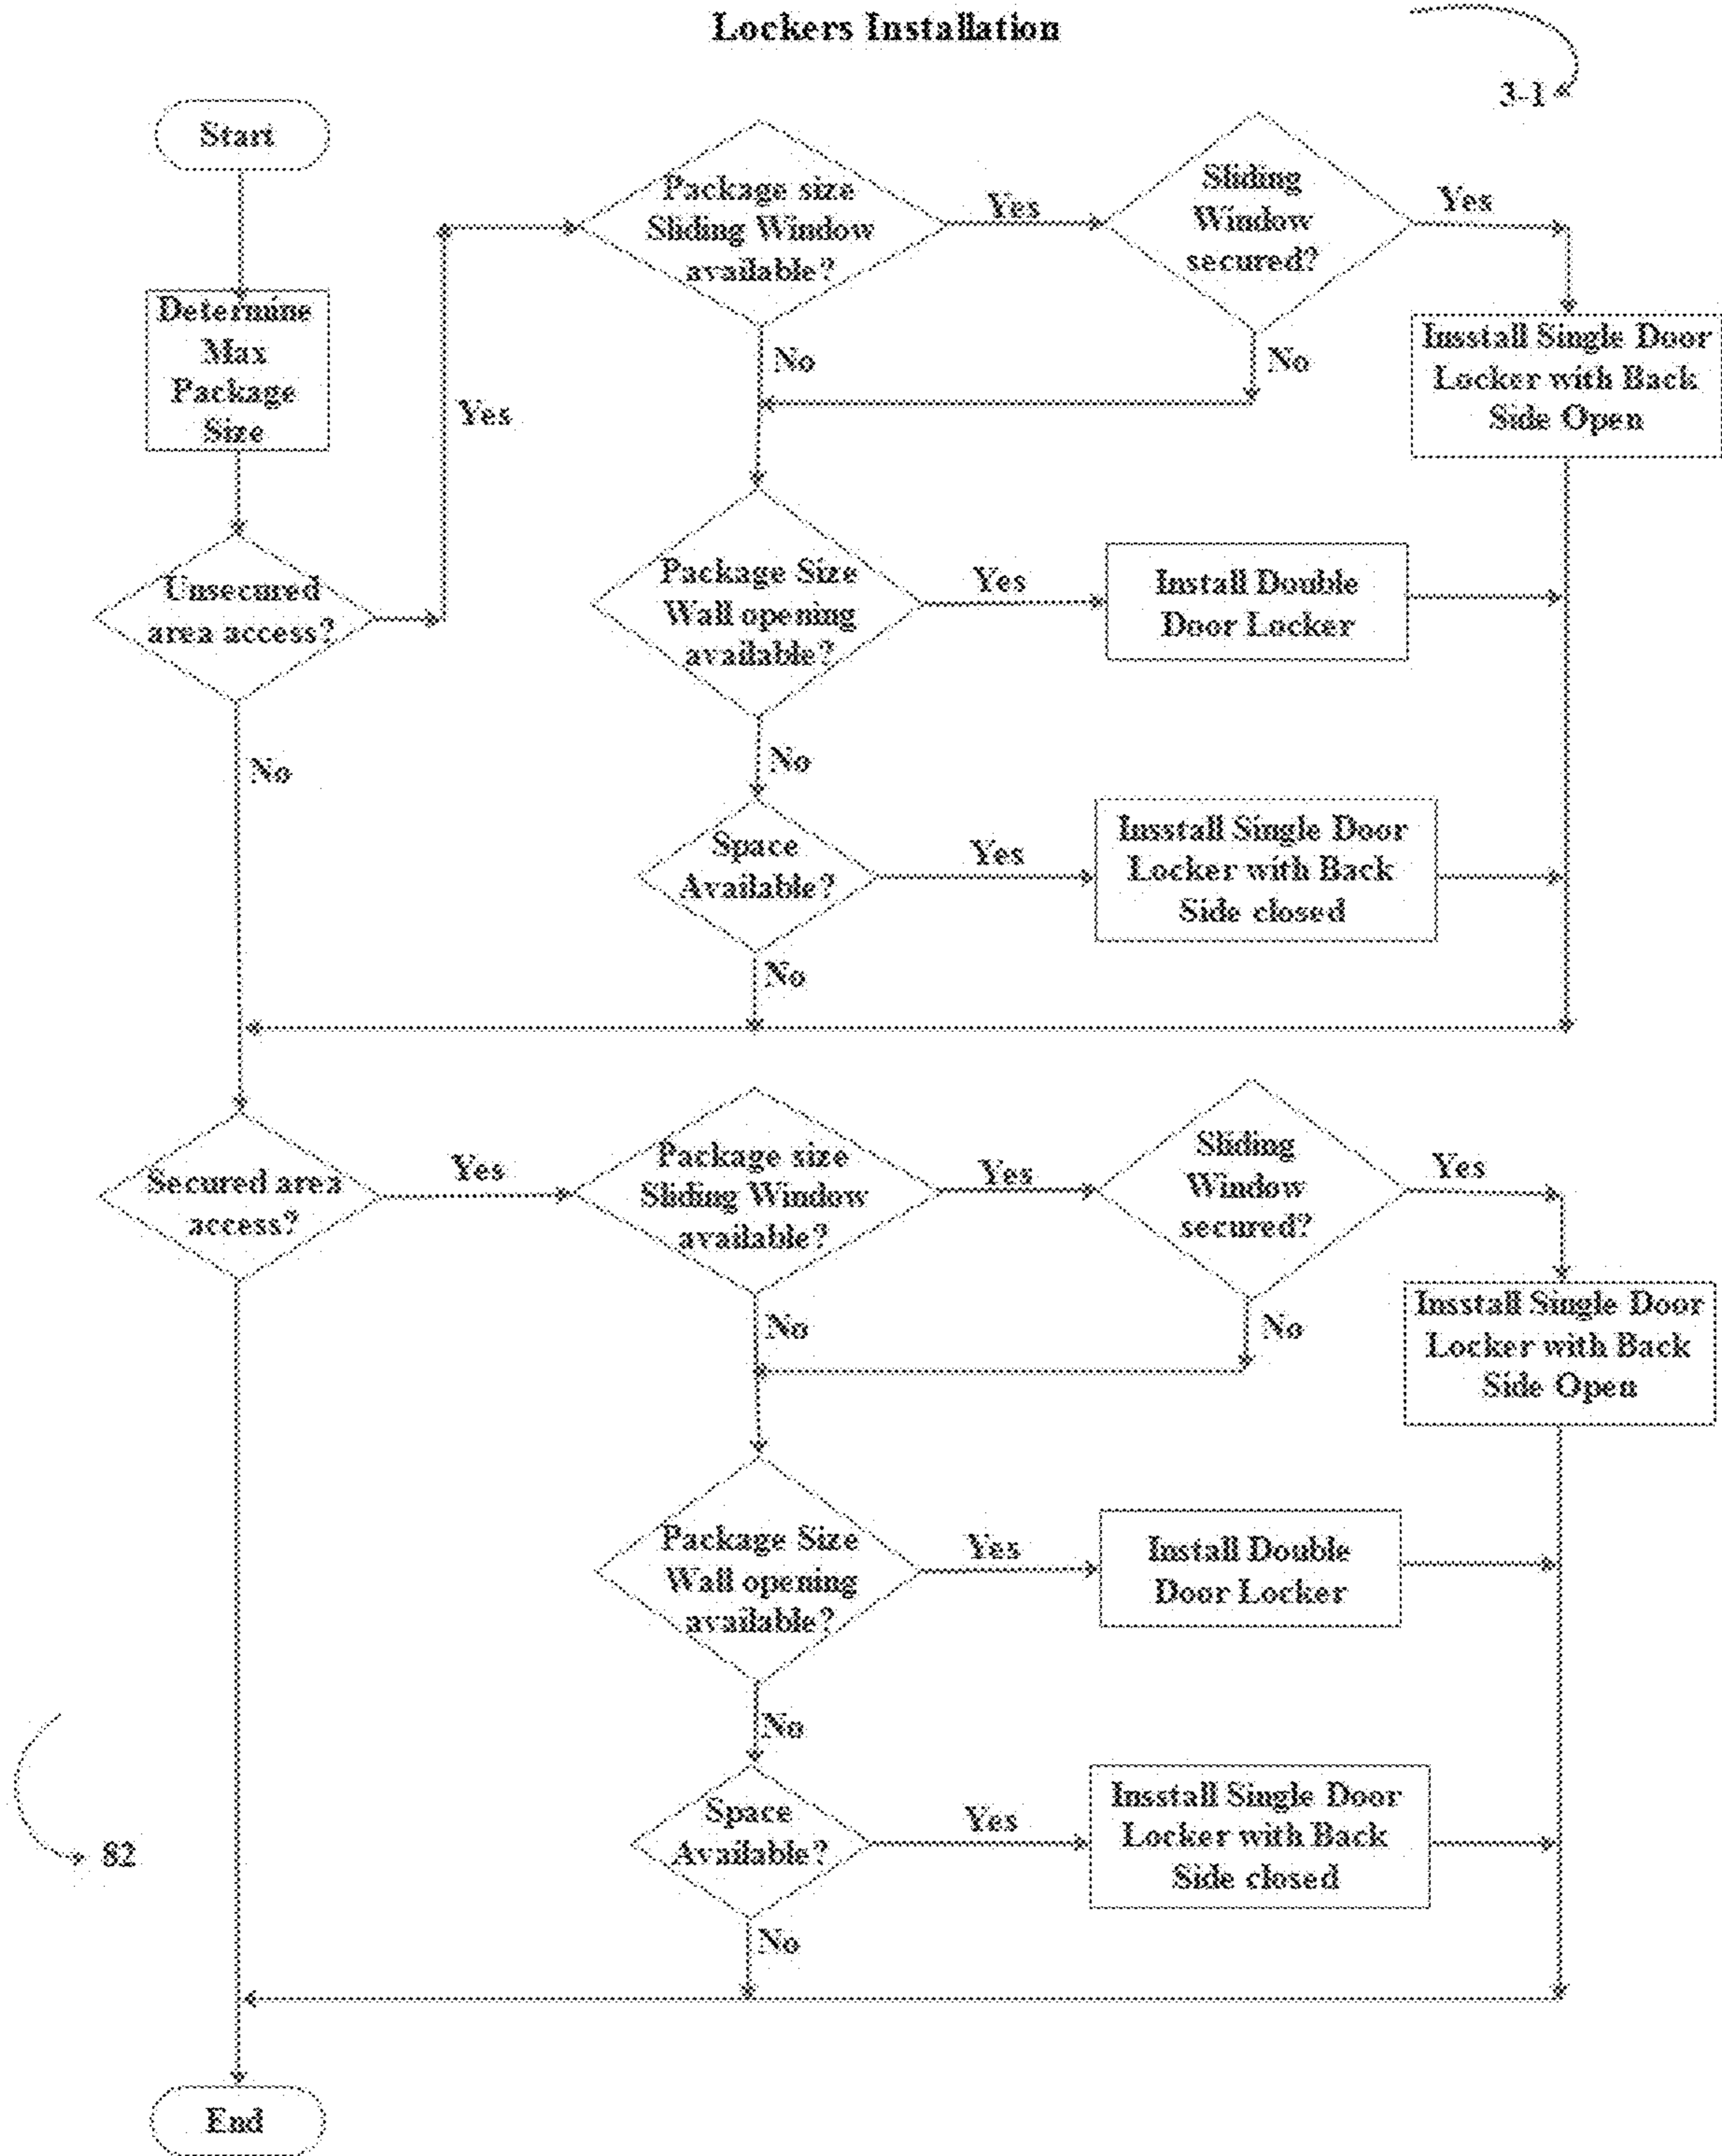 Lockers Installation
3-1
Start
Determine
Max
Package
Size
Unsecured
area access?
Yes
No
Package size
Sliding Window
available?
Yes
No
Sliding
Window
secured?
Yes
No
Insstall Single Door
Locker with Back
Side Open
Package Size
Wall opening
available?
Yes
No
Install Double
Door Locker
Space
Available?
Yes
No
Insstall Single Door
Locker with Back
Side closed
Secured area
access?
Yes
Package size
Sliding Window
available?
Yes
No
Sliding
Window
secured?
Yes
No
Insstall Single Door
Locker with Back
Side Open
Package Size
Wall opening
available?
Yes
No
Install Double
Door Locker
Space
Available?
Yes
No
Insstall Single Door
Locker with Back
Side closed
82
End